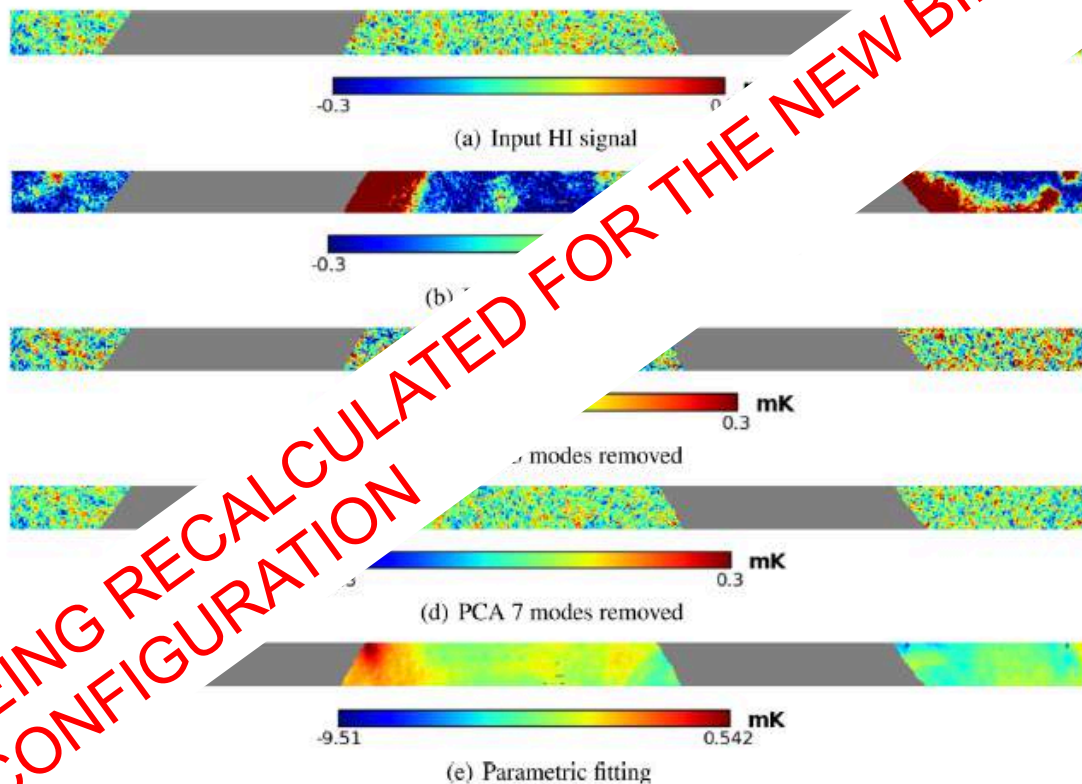 -0.3
(a) Input HI signal
-0.3
(b)
mK
0.3
modes removed
mK
0.3
(d) PCA 7 modes removed
mK
-9.51 0.542
(e) Parametric fitting
RECALCULATED FOR THE NEW
CONFIGURATION